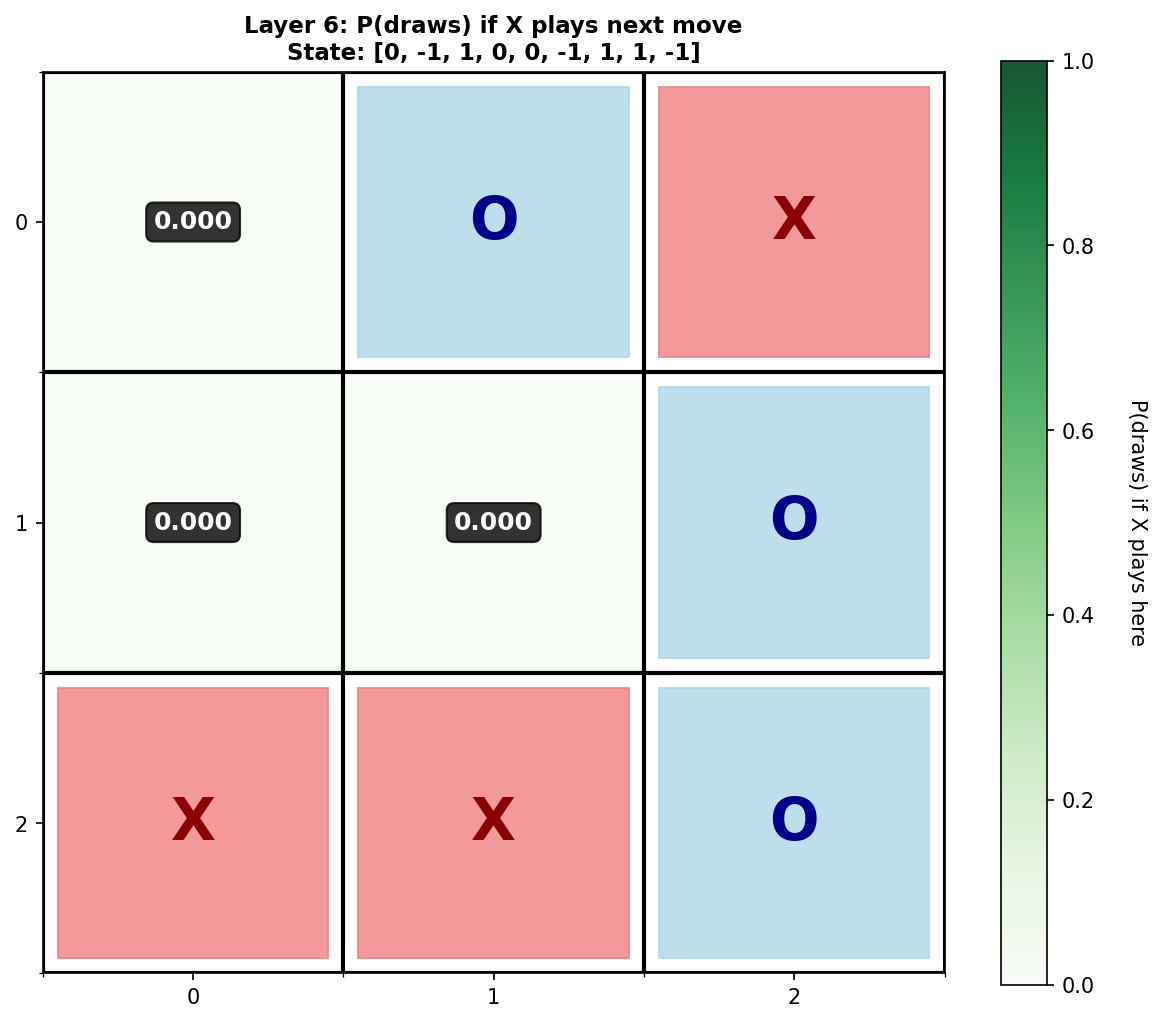 Layer 6: P(draws) if X plays next move
State: [0, -1, 1, 0, 0, -1, 1, 1, -1]
0
0.000
O
X
1
0.000
0.000
O
2
X
X
O
0
1
2
1.0
0.8
0.6
0.4
0.2
0.0
P(draws) if X plays here